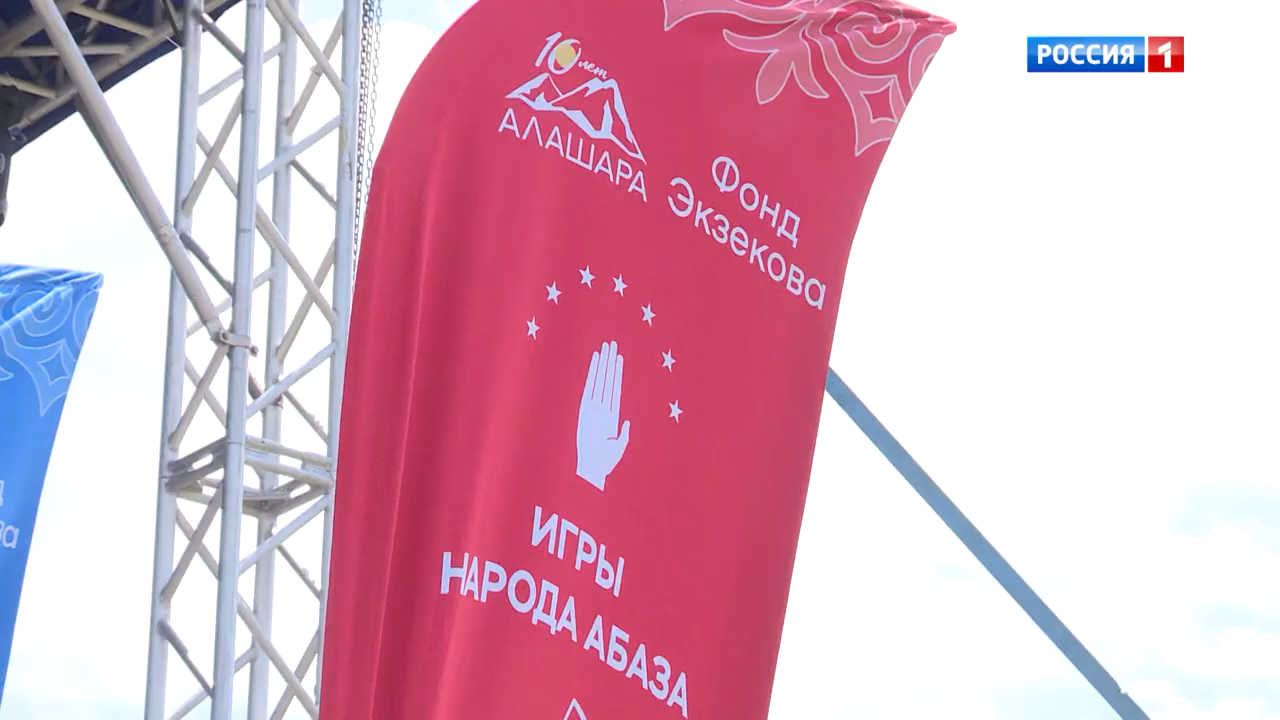 РОССИЯ 1
10 лет
АЛАШАРА
Фонд
Экзекова
ИГРЫ
НАРОДА АБАЗА